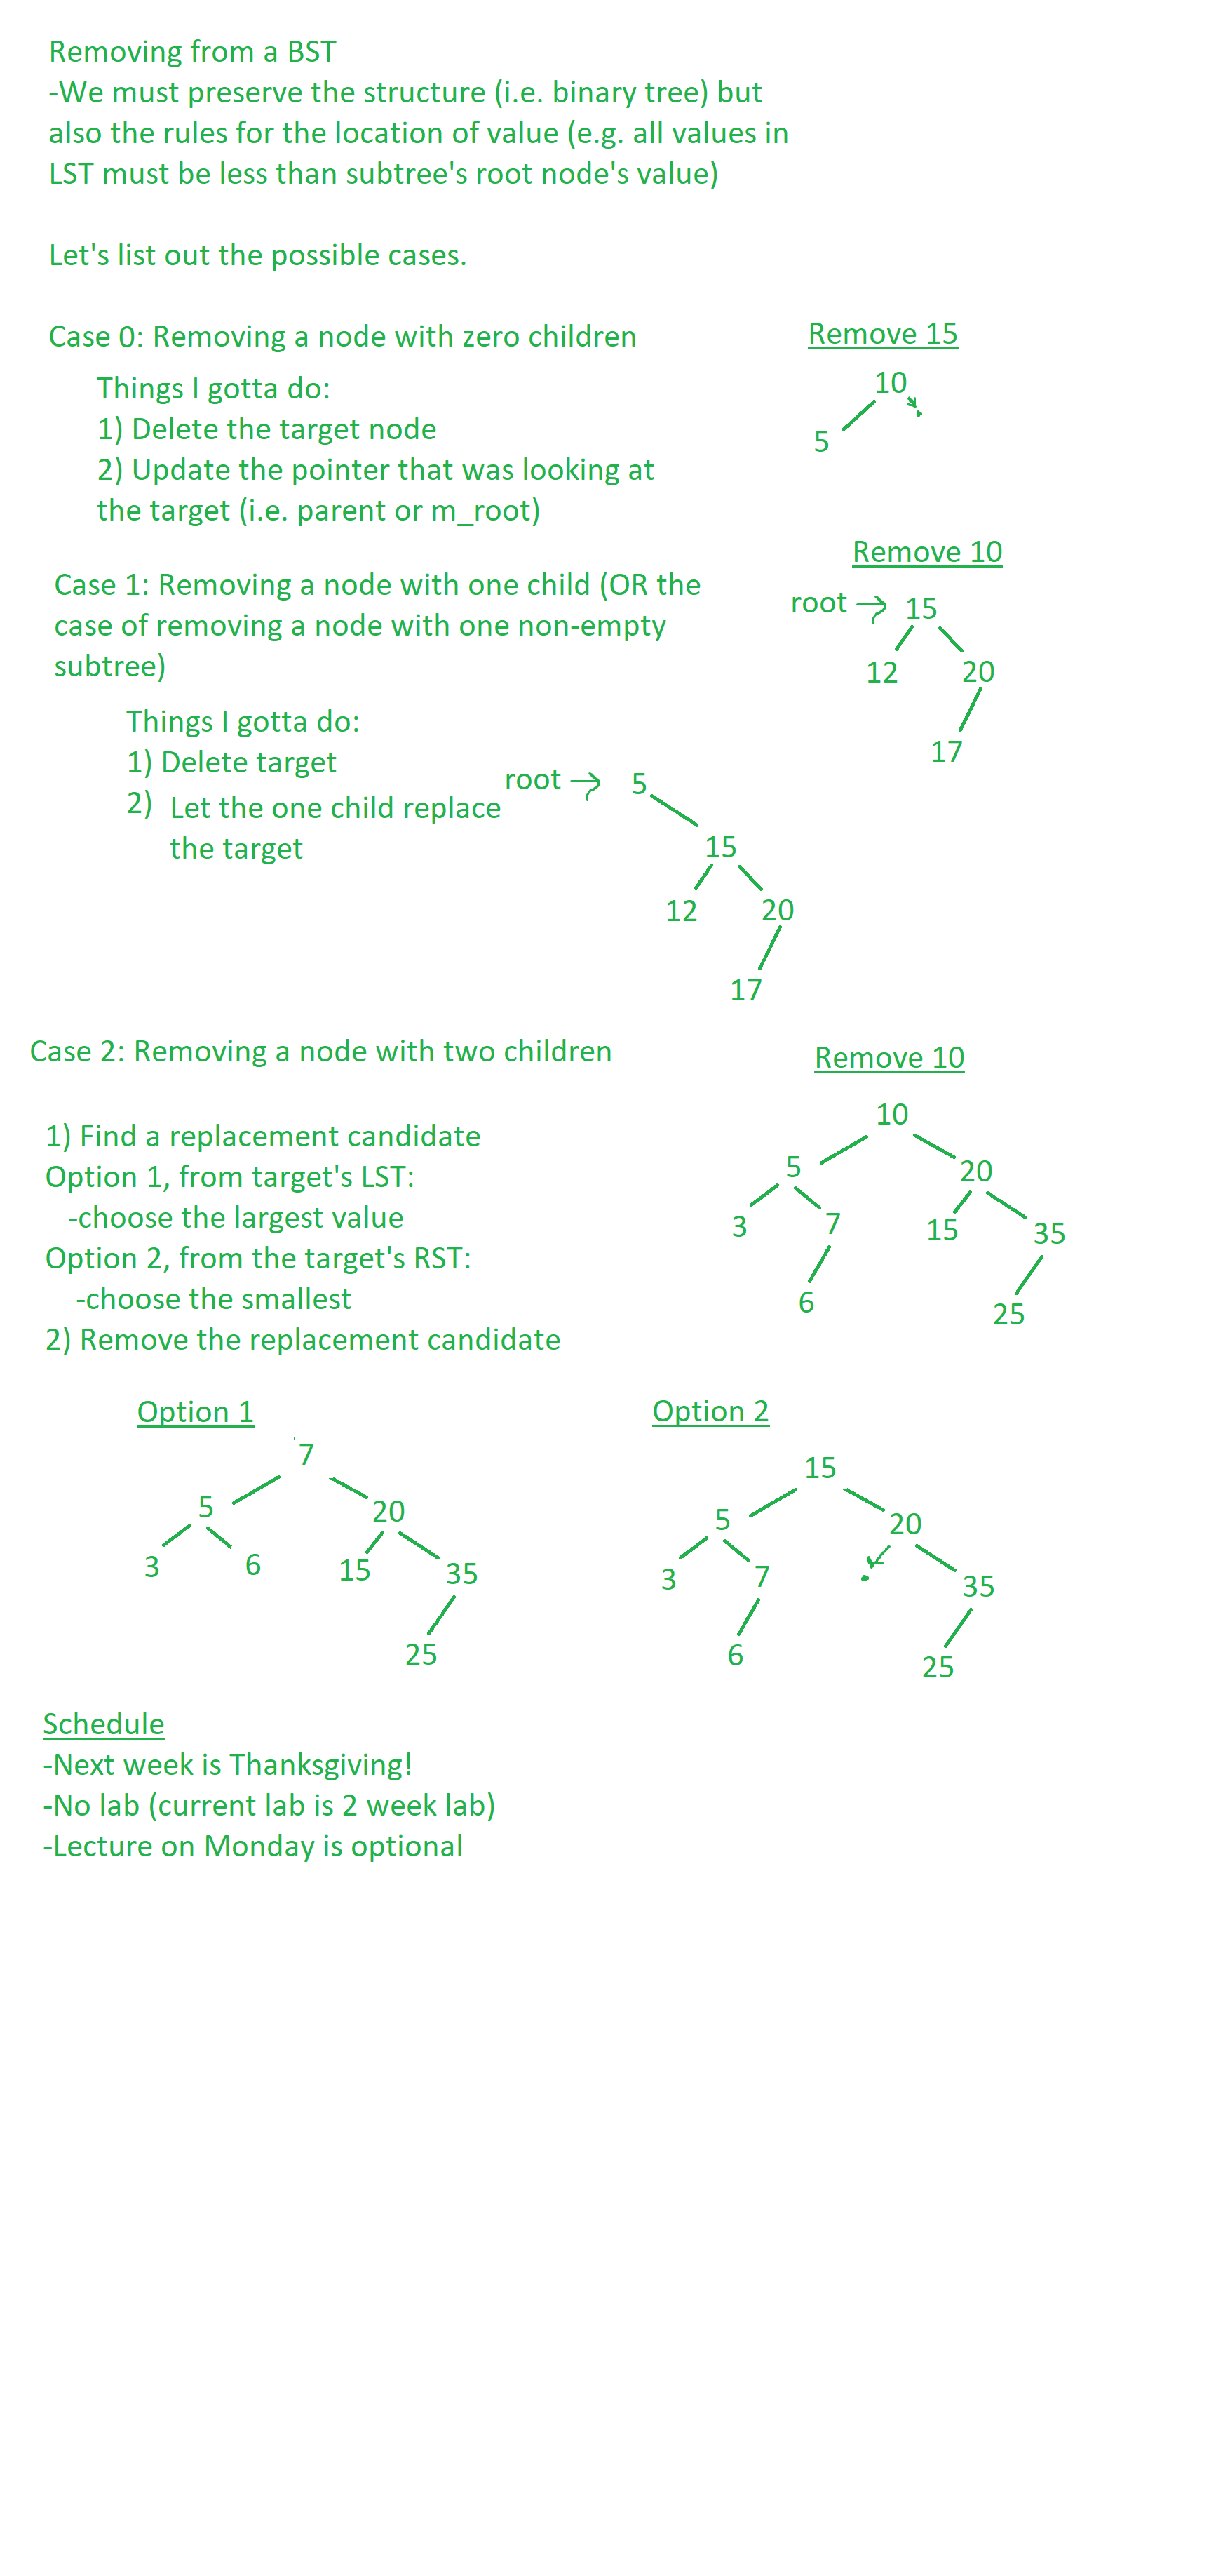 Removing from a BST
-We must preserve the structure (i.e. binary tree) but
also the rules for the location of value (e.g. all values in
LST must be less than subtree's root node's value)
Let's list out the possible cases.
Case 0: Removing a node with zero children
Things I gotta do:
1) Delete the target node
2) Update the pointer that was looking at
the target (i.e. parent or m_root)
Remove 15
10
5
Case 1: Removing a node with one child (OR the
case of removing a node with one non-empty
subtree)
Things I gotta do:
1) Delete target
2) Let the one child replace
the target
Remove 10
root 15
12 20
17
root 5
15
12 20
17
Case 2: Removing a node with two children
1) Find a replacement candidate
Option 1, from target's LST:
-choose the largest value
Option 2, from the target's RST:
-choose the smallest
2) Remove the replacement candidate
Remove 10
10
5 20
3 7 15 35
6 25
Option 1
7
5 20
3 6 15 35
25
Option 2
15
5 20
3 7 35
6 25
Schedule
-Next week is Thanksgiving!
-No lab (current lab is 2 week lab)
-Lecture on Monday is optional